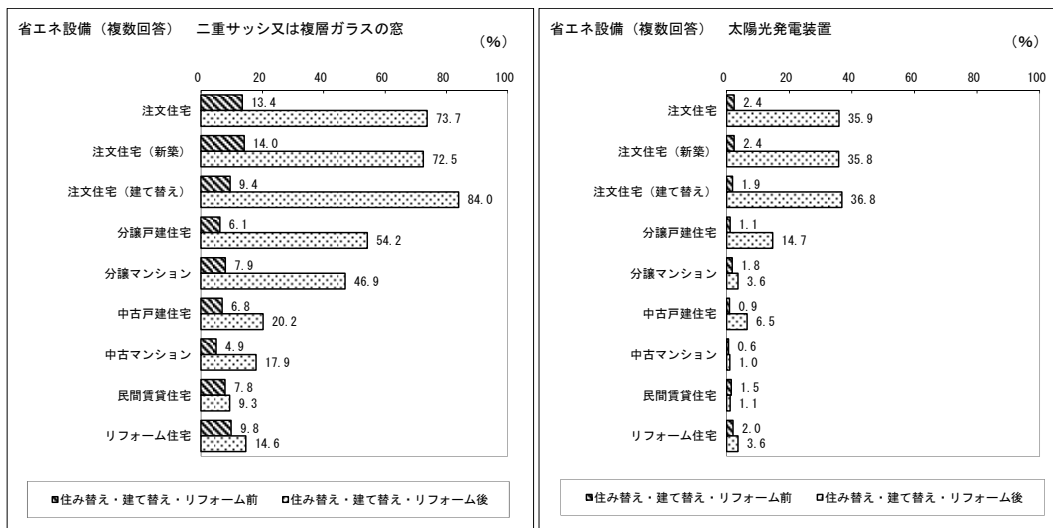 省エネ設備（複数回答）　二重サッシ又は複層ガラスの窓
（％）
0 20 40 60 80 100
注文住宅 13.4 73.7
注文住宅（新築） 14.0 72.5
注文住宅（建て替え） 9.4 84.0
分譲戸建住宅 6.1 54.2
分譲マンション 7.9 46.9
中古戸建住宅 6.8 20.2
中古マンション 4.9 17.9
民間賃貸住宅 7.8 9.3
リフォーム住宅 9.8 14.6
住み替え・建て替え・リフォーム前 住み替え・建て替え・リフォーム後
省エネ設備（複数回答）　太陽光発電装置
（％）
0 20 40 60 80 100
注文住宅 2.4 35.9
注文住宅（新築） 2.4 35.8
注文住宅（建て替え） 1.9 36.8
分譲戸建住宅 1.1 14.7
分譲マンション 1.8 3.6
中古戸建住宅 0.9 6.5
中古マンション 0.6 1.0
民間賃貸住宅 1.5 1.1
リフォーム住宅 2.0 3.6
住み替え・建て替え・リフォーム前 住み替え・建て替え・リフォーム後